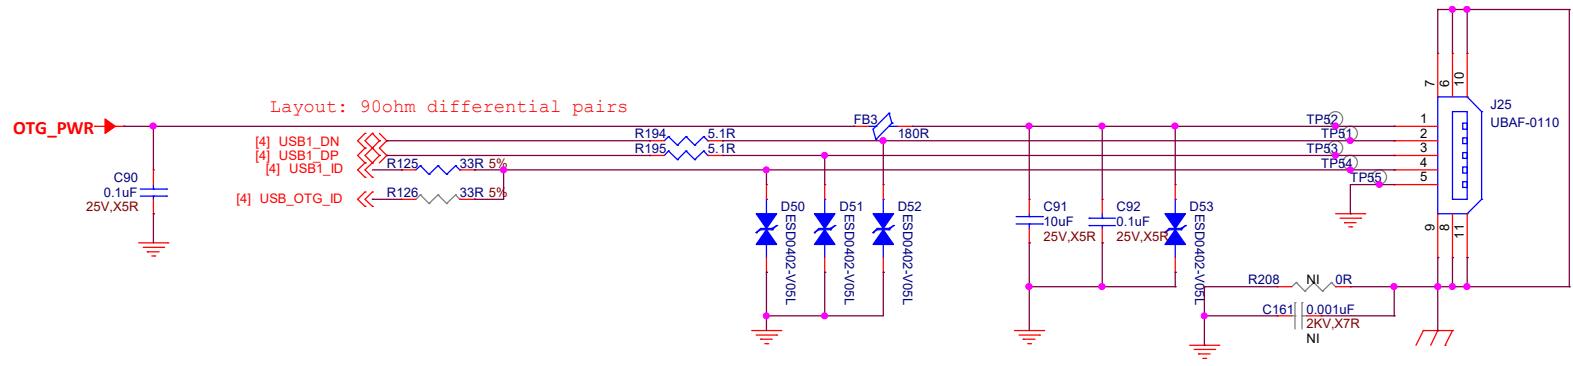 Layout: 90ohm differential pairs
OTG_PWR
FB3
180R
[4] USB1_DN
R194
5.1R
[4] USB1_DP
R195
5.1R
[4] USB1_ID
R125
33R 5%
[4] USB_OTG_ID
R126
33R 5%
C90
0.1uF
25V,X5R
D50
ESD0402-V05L
D51
ESD0402-V05L
D52
ESD0402-V05L
C91
10uF
25V,X5R
C92
0.1uF
25V,X5R
D53
ESD0402-V05L
TP52
TP51
TP53
TP54
TP55
1
2
3
4
5
7
6
10
9
8
11
J25
UBAF-0110
R208
NI
0R
C161
0.001uF
2KV,X7R
NI